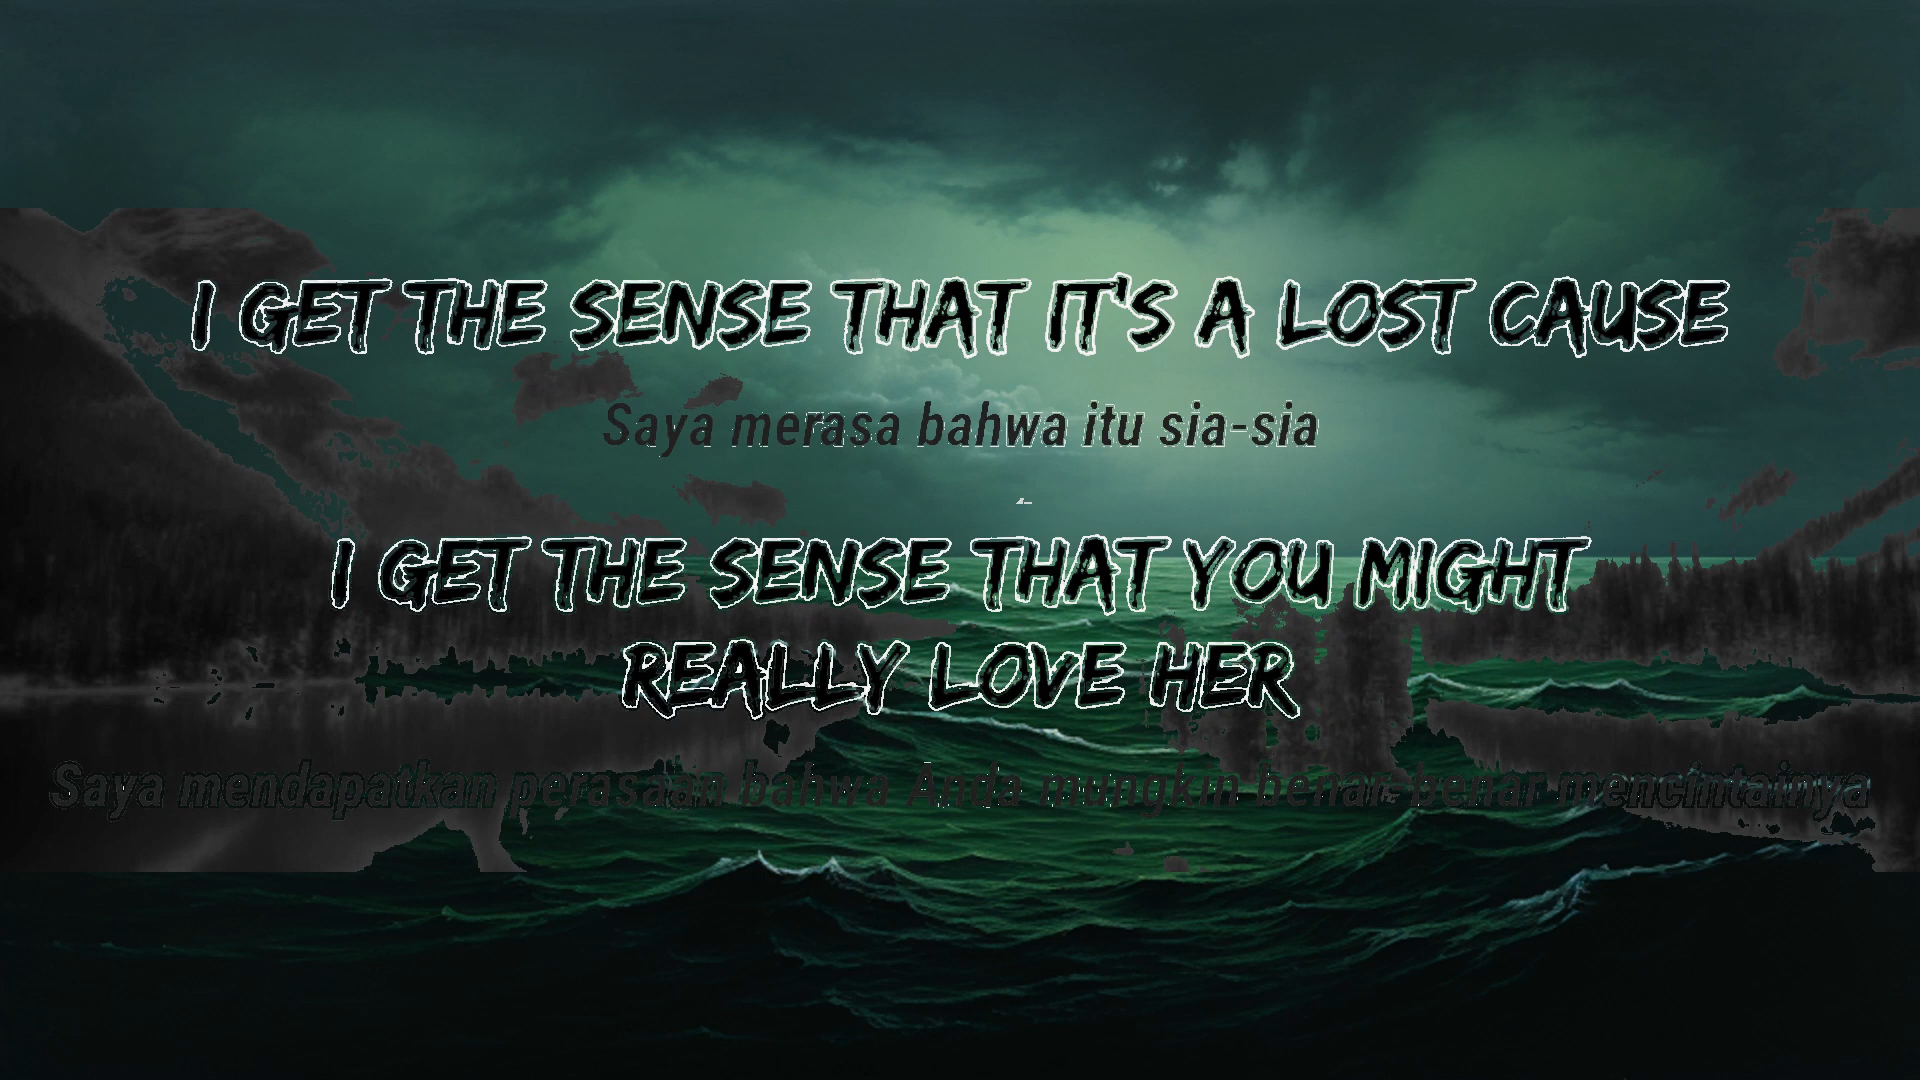 I GET THE SENSE THAT IT'S A LOST CAUSE
Saya merasa bahwa itu sia-sia
I GET THE SENSE THAT YOU MIGHT
REALLY LOVE HER
Saya mendapatkan perasaan bahwa Anda mungkin benar-benar mencintainya